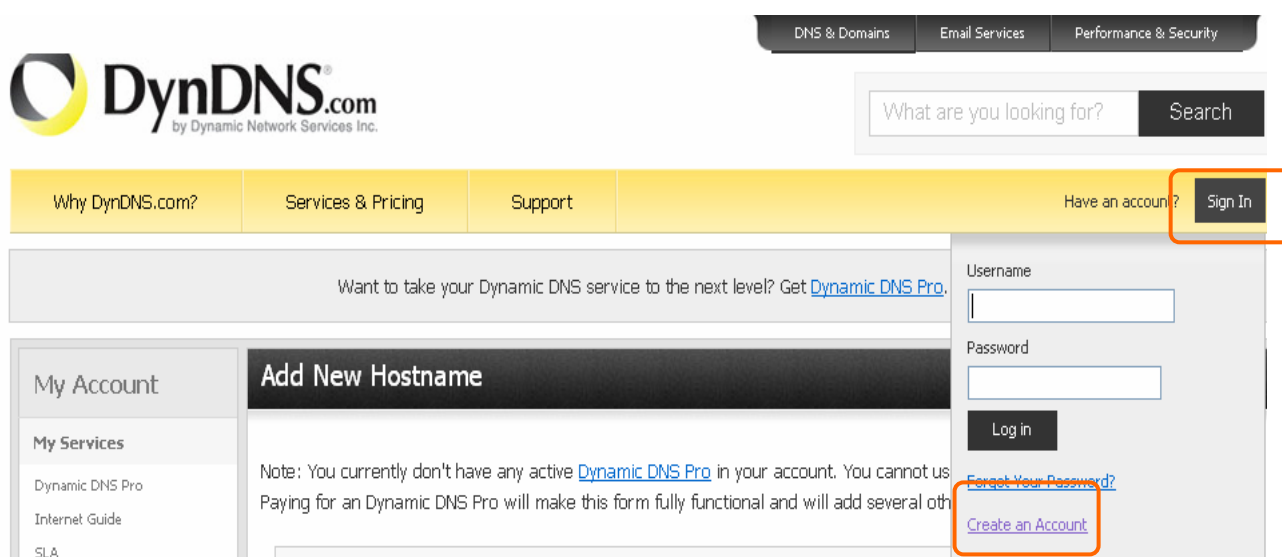 DNS & Domains Email Services Performance & Security
DynDNS.com
by Dynamic Network Services Inc.
What are you looking for? Search
Why DynDNS.com? Services & Pricing Support Have an account? Sign In
Want to take your Dynamic DNS service to the next level? Get Dynamic DNS Pro.
Username
Password
Log in
Forgot Your Password?
Create an Account
My Account
My Services
Dynamic DNS Pro
Internet Guide
SLA
Add New Hostname
Note: You currently don't have any active Dynamic DNS Pro in your account. You cannot us
Paying for an Dynamic DNS Pro will make this form fully functional and will add several oth